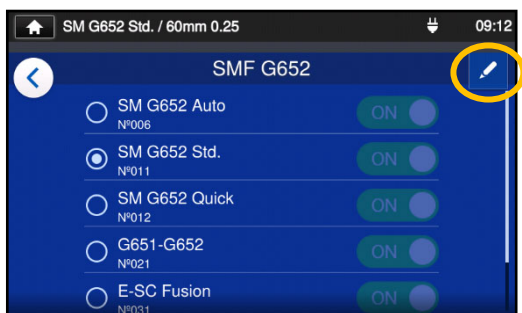 SM G652 Std. / 60mm 0.25 09:12
SMF G652
SM G652 Auto
Nº006
ON
SM G652 Std.
Nº011
ON
SM G652 Quick
Nº012
ON
G651-G652
Nº021
ON
E-SC Fusion
Nº031
ON